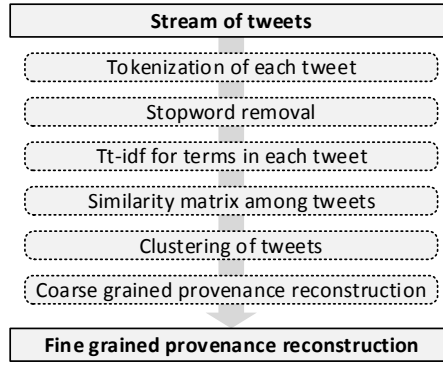 Stream of tweets
Tokenization of each tweet
Stopword removal
Tt-idf for terms in each tweet
Similarity matrix among tweets
Clustering of tweets
Coarse grained provenance reconstruction
Fine grained provenance reconstruction